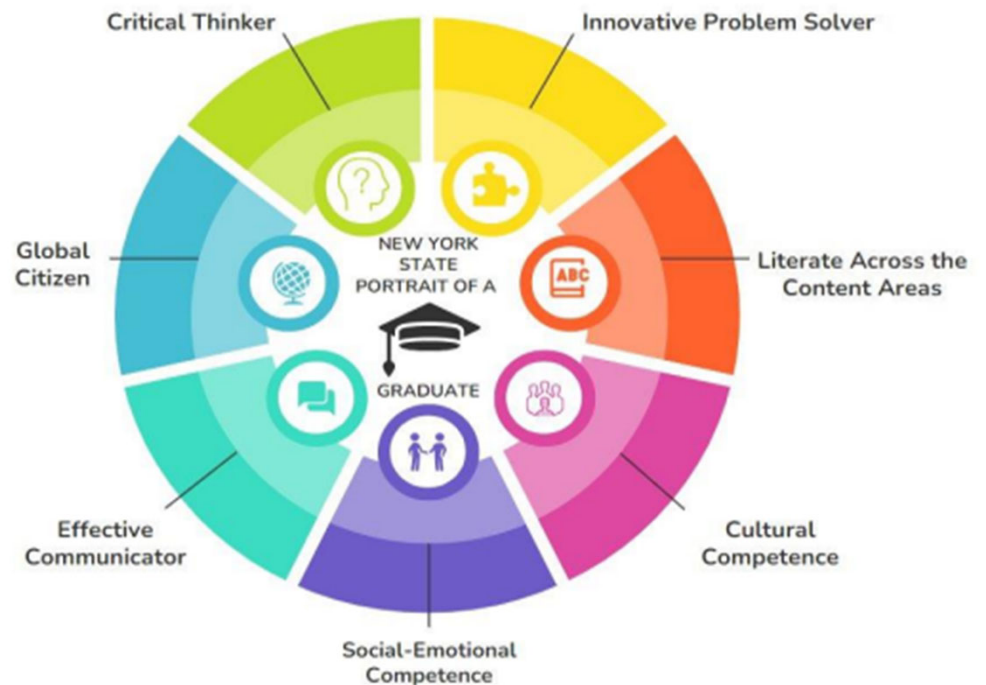 Critical Thinker
Innovative Problem Solver
Global
Citizen
NEW YORK
STATE
PORTRAIT OF A
GRADUATE
ABC
?
Literate Across the
Content Areas
Effective
Communicator
Cultural
Competence
Social-Emotional
Competence